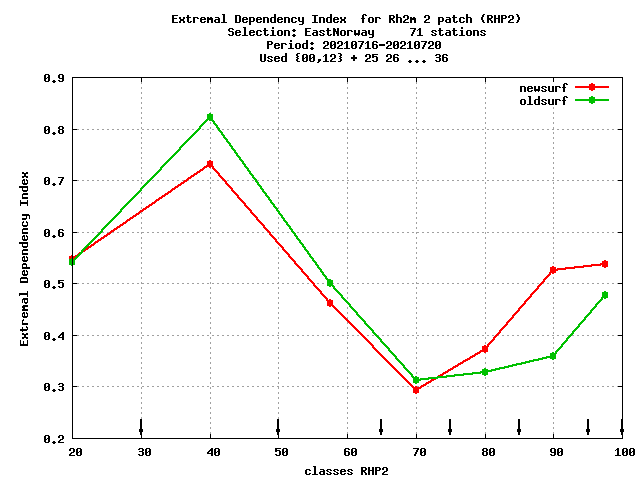 Extremal Dependency Index  for Rh2m 2 patch (RHP2)
Selection: EastNorway     71 stations
Period: 20210716-20210720
Used {00,12} + 25 26 ... 36
newsurf
oldsurf
Extremal Dependency Index
0.9
0.8
0.7
0.6
0.5
0.4
0.3
0.2
20 30 40 50 60 70 80 90 100
classes RHP2